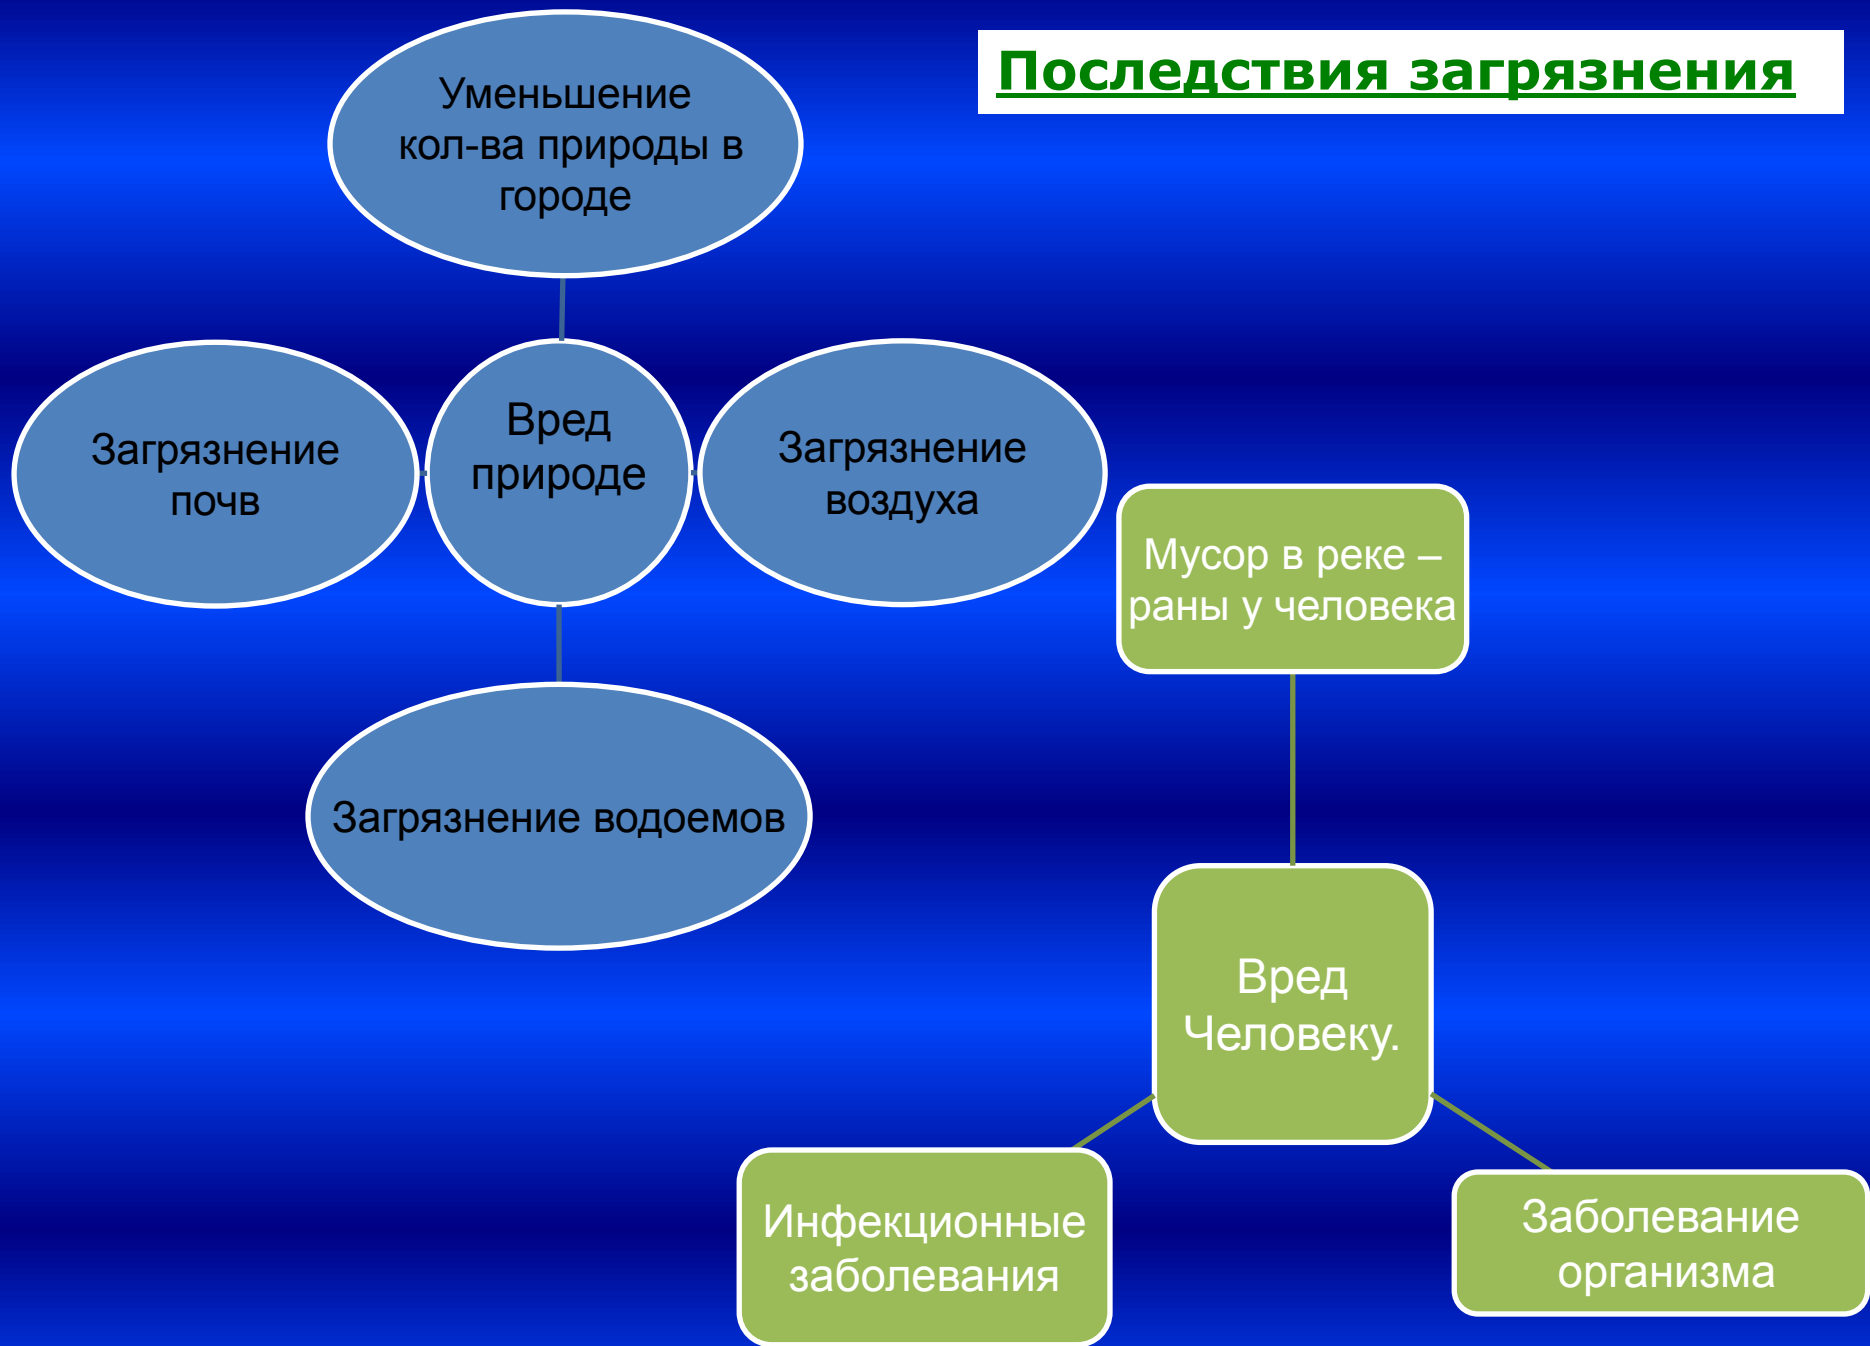 Последствия загрязнения
Уменьшение
кол-ва природы в
городе
Загрязнение
почв
Вред
природе
Загрязнение
воздуха
Загрязнение водоемов
Мусор в реке –
раны у человека
Вред
Человеку.
Инфекционные
заболевания
Заболевание
организма